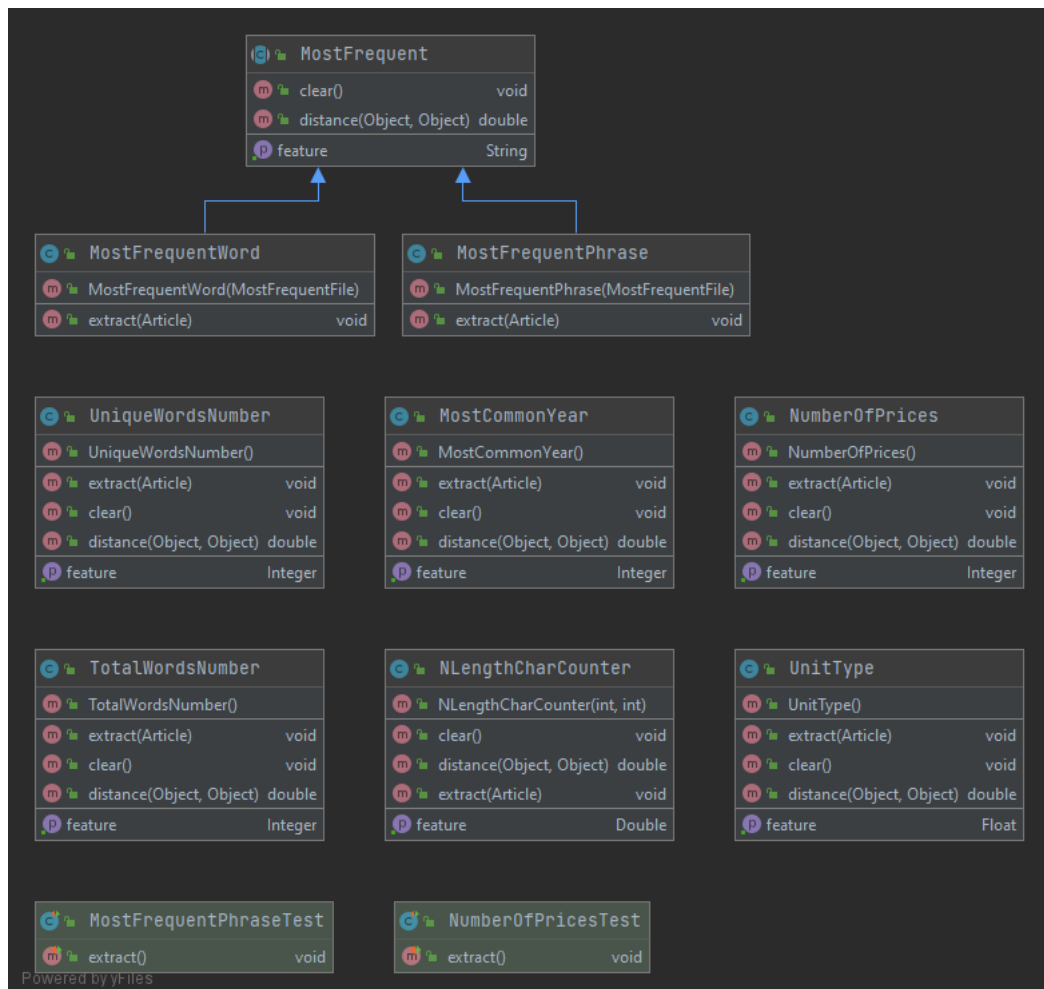 MostFrequent
clear() void
distance(Object, Object) double
feature String
MostFrequentWord
MostFrequentWord(MostFrequentFile)
extract(Article) void
MostFrequentPhrase
MostFrequentPhrase(MostFrequentFile)
extract(Article) void
UniqueWordsNumber
UniqueWordsNumber()
extract(Article) void
clear() void
distance(Object, Object) double
feature Integer
MostCommonYear
MostCommonYear()
extract(Article) void
clear() void
distance(Object, Object) double
feature Integer
NumberOfPrices
NumberOfPrices()
extract(Article) void
clear() void
distance(Object, Object) double
feature Integer
TotalWordsNumber
TotalWordsNumber()
extract(Article) void
clear() void
distance(Object, Object) double
feature Integer
NLengthCharCounter
NLengthCharCounter(int, int)
clear() void
distance(Object, Object) double
extract(Article) void
feature Double
UnitType
UnitType()
extract(Article) void
clear() void
distance(Object, Object) double
feature Float
MostFrequentPhraseTest
extract() void
NumberOfPricesTest
extract() void
Powered by yFiles